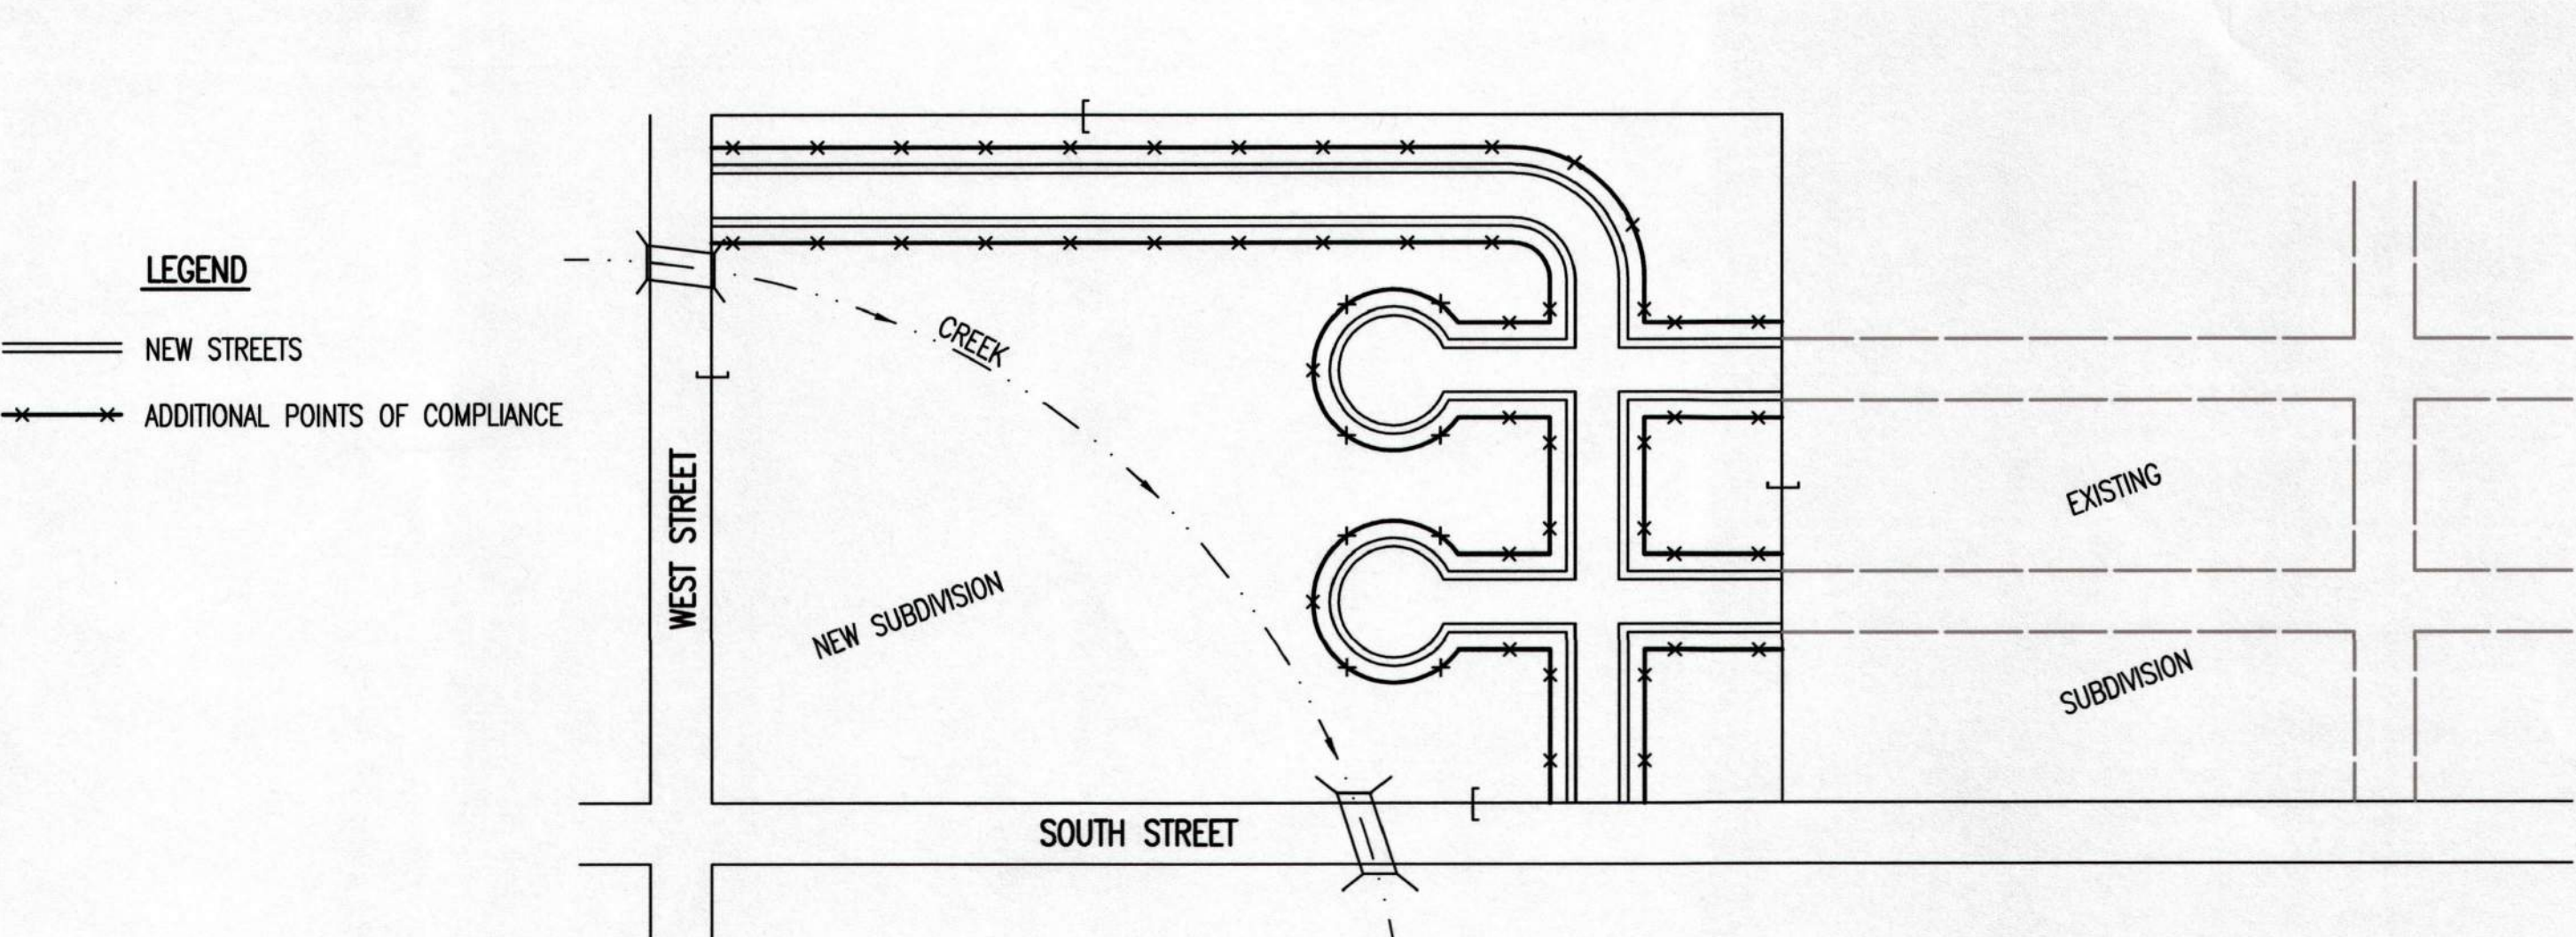 LEGEND
NEW STREETS
ADDITIONAL POINTS OF COMPLIANCE
CREEK
WEST STREET
NEW SUBDIVISION
EXISTING
SUBDIVISION
SOUTH STREET